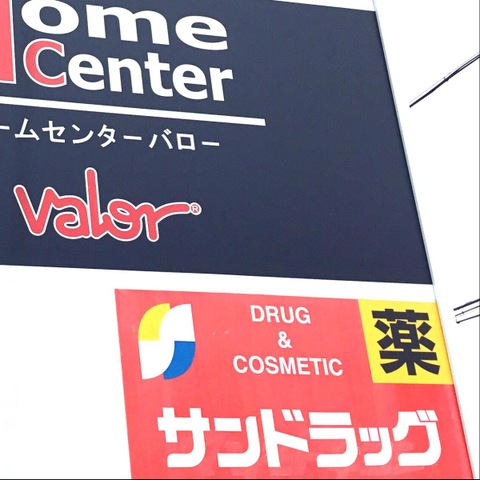 Home
Center
ームセンターバロー
valor®
DRUG
&
COSMETIC
薬
サンドラッグ